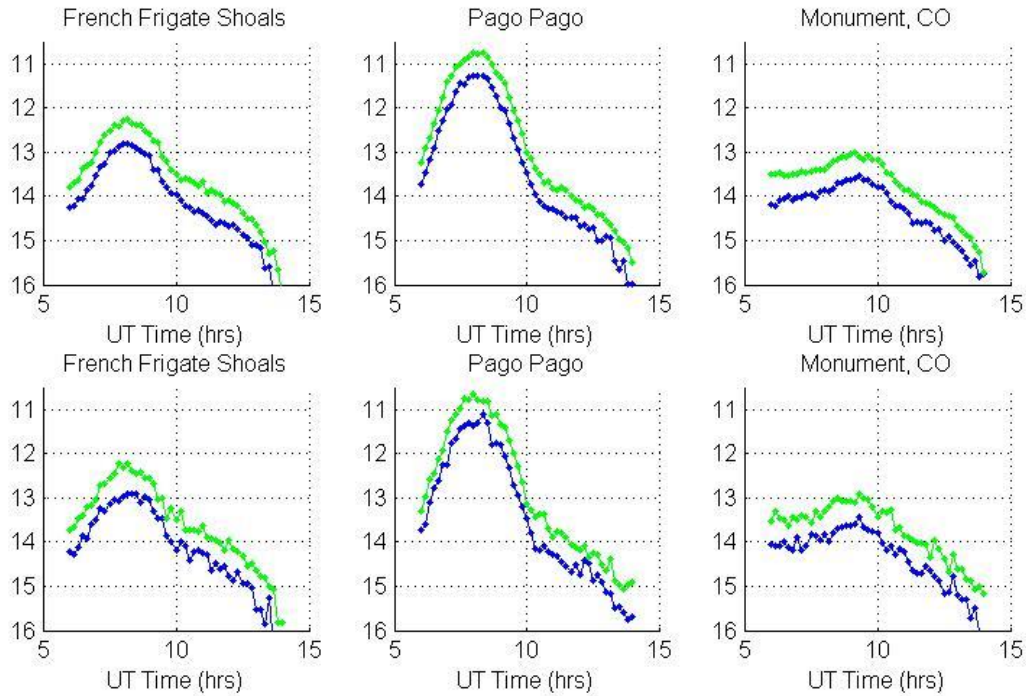 French Frigate Shoals Pago Pago Monument, CO
11 11 11
12 12 12
13 13 13
14 14 14
15 15 15
16 16 16
5 10 15 5 10 15 5 10 15
UT Time (hrs) UT Time (hrs) UT Time (hrs)
French Frigate Shoals Pago Pago Monument, CO
11 11 11
12 12 12
13 13 13
14 14 14
15 15 15
16 16 16
5 10 15 5 10 15 5 10 15
UT Time (hrs) UT Time (hrs) UT Time (hrs)